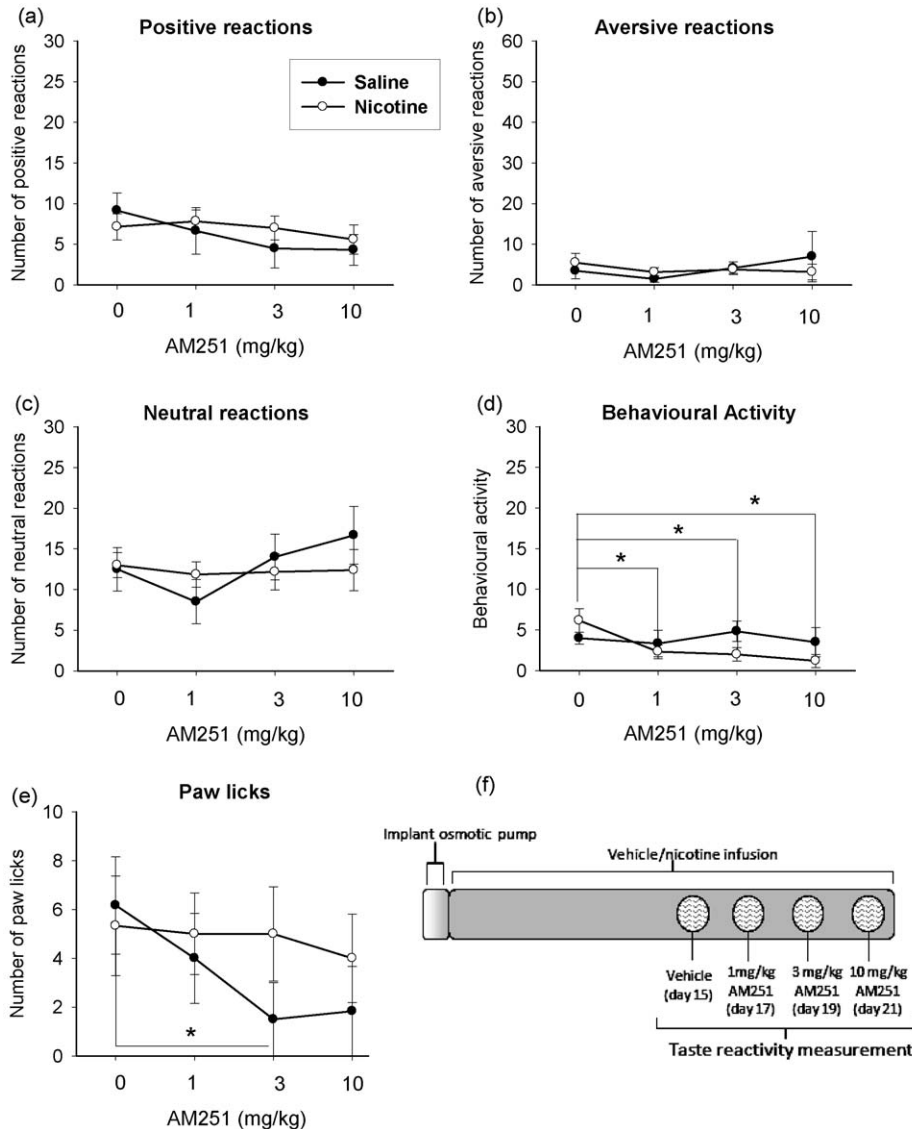 (a)
Positive reactions
Number of positive reactions
30
25
20
15
10
5
0
Saline
Nicotine
0 1 3 10
AM251 (mg/kg)
(b)
Aversive reactions
Number of aversive reactions
60
50
40
30
20
10
0
0 1 3 10
AM251 (mg/kg)
(c)
Neutral reactions
Number of neutral reactions
30
25
20
15
10
5
0
0 1 3 10
AM251 (mg/kg)
(d)
Behavioural Activity
Behavioural activity
30
25
20
15
10
5
0
*
*
*
0 1 3 10
AM251 (mg/kg)
(e)
Paw licks
Number of paw licks
10
8
6
4
2
0
*
0 1 3 10
AM251 (mg/kg)
(f)
Implant osmotic pump
Vehicle/nicotine infusion
Vehicle
(day 15)
1mg/kg
AM251
(day 17)
3 mg/kg
AM251
(day 19)
10 mg/kg
AM251
(day 21)
Taste reactivity measurement